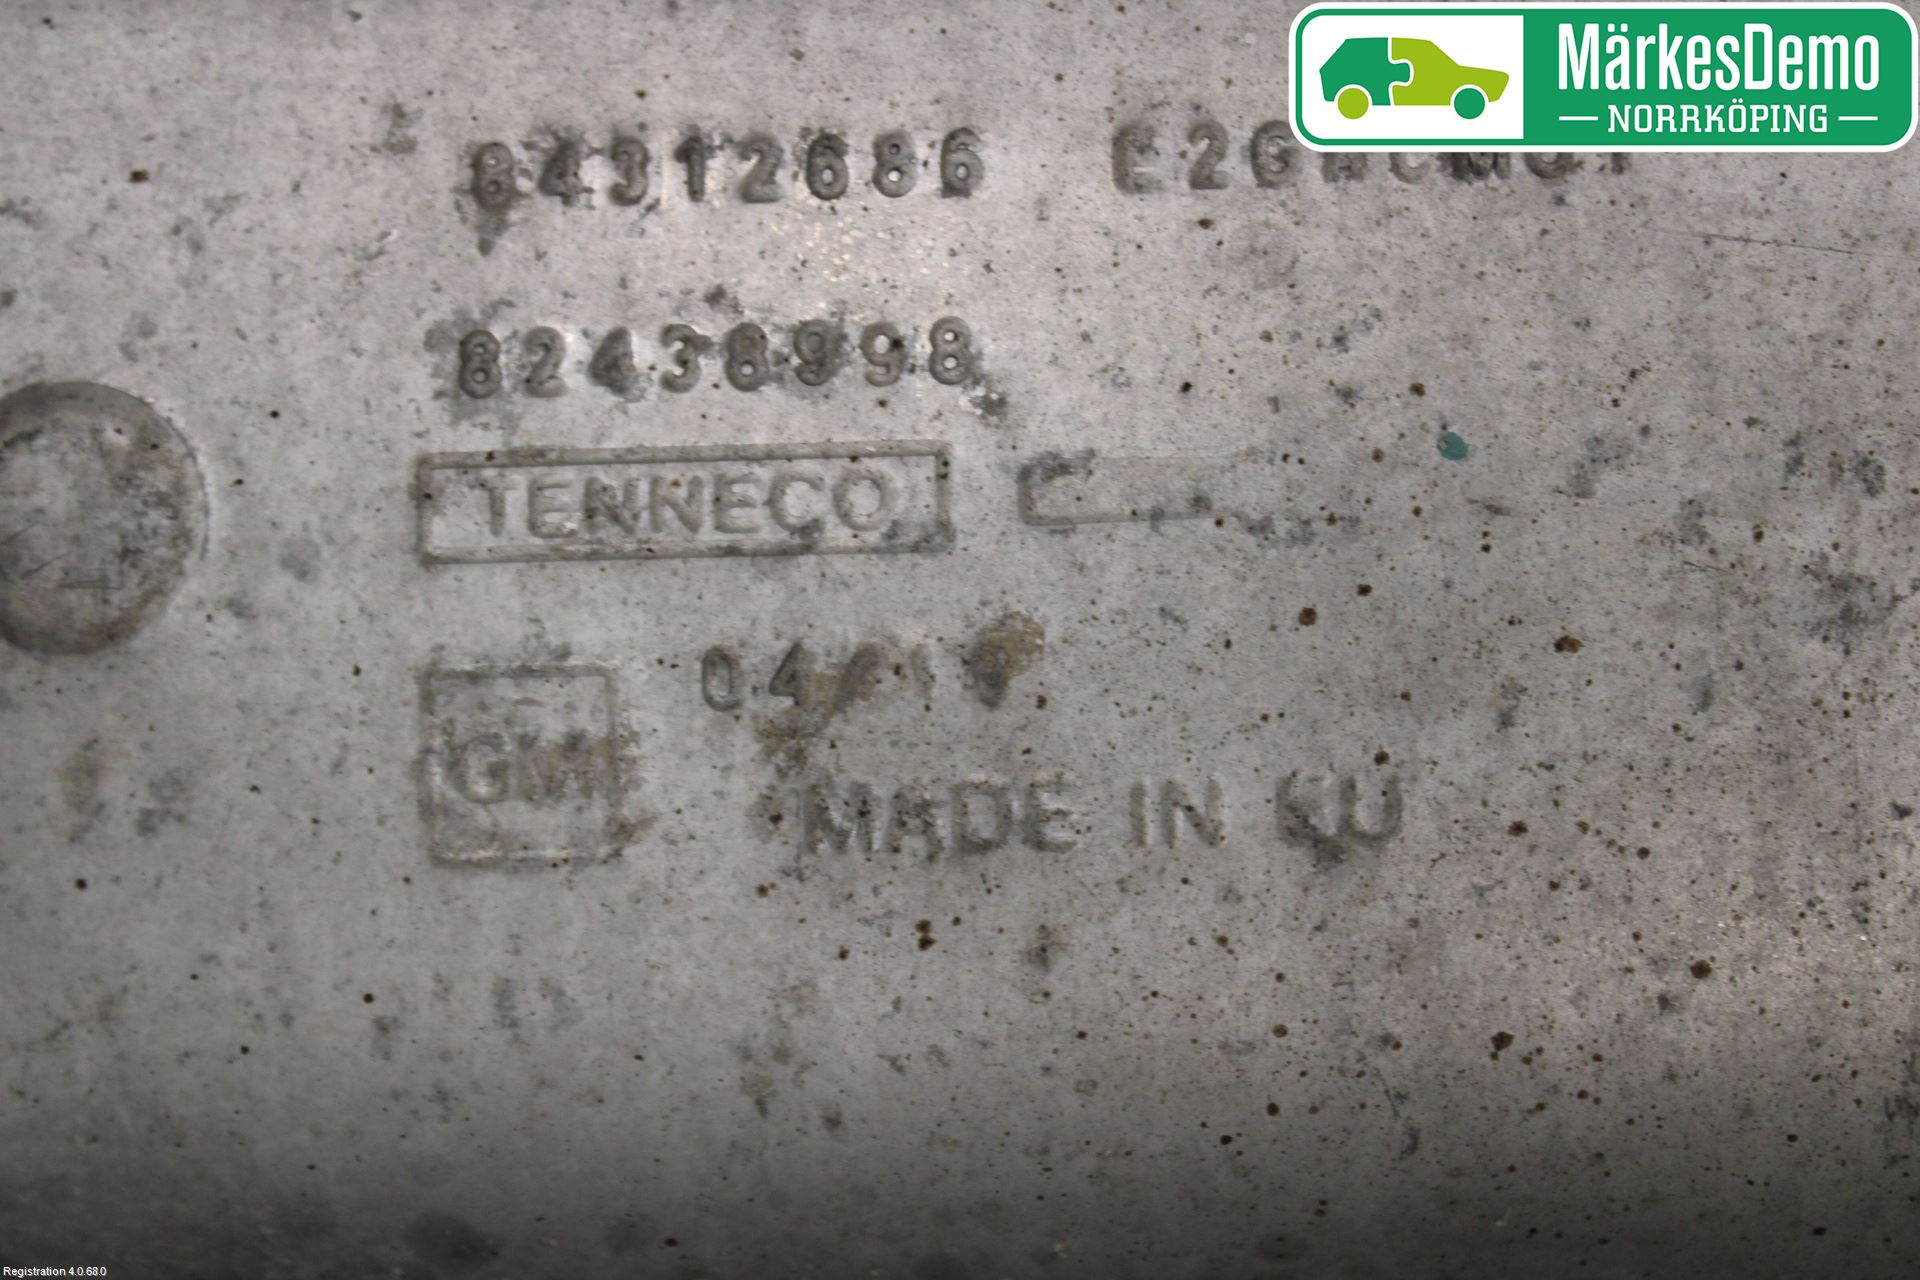 MärkesDemo
NORRKÖPING
84312686
82438998
TENNECO
GM
MADE IN EU
Registration 4.0.68.0